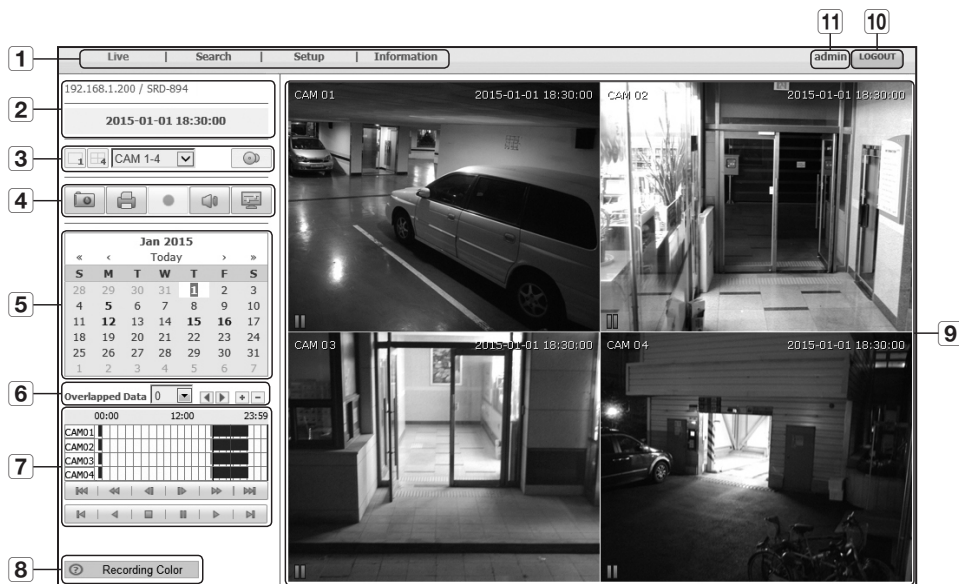 11 10
1 Live | Search | Setup | Information admin LOGOUT
2 192.168.1.200 / SRD-894
2015-01-01 18:30:00
3 1 4 CAM 1-4
4
5 Jan 2015
« ‹ Today › »
S M T W T F S
28 29 30 31 1 2 3
4 5 6 7 8 9 10
11 12 13 14 15 16 17
18 19 20 21 22 23 24
25 26 27 28 29 30 31
1 2 3 4 5 6 7
6 Overlapped Data 0 + -
7 00:00 12:00 23:59
CAM01
CAM02
CAM03
CAM04
8 ? Recording Color
CAM 01 2015-01-01 18:30:00
CAM 02 2015-01-01 18:30:00
CAM 03 2015-01-01 18:30:00
CAM 04 2015-01-01 18:30:00
9